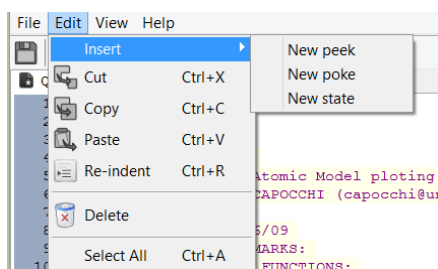 File Edit View Help
Insert New peek
Cut Ctrl+X New poke
New state
Copy Ctrl+C
Paste Ctrl+V
Atomic Model ploting
Re-indent Ctrl+R
CAPOCCHI (capocchi@u
Delete
/09
MARKS:
Select All Ctrl+A
10 FUNCTIONS: